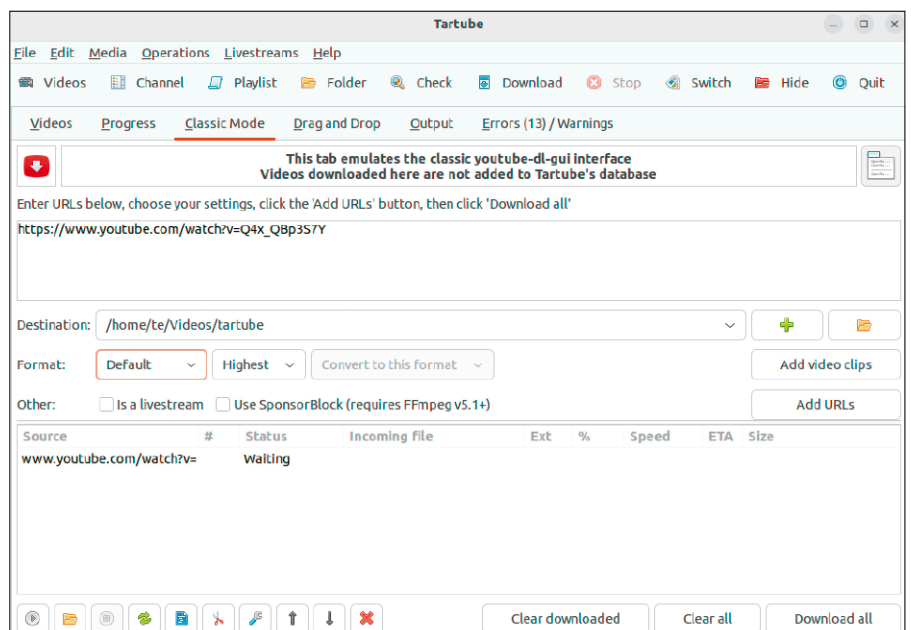 Tartube
File Edit Media Operations Livestreams Help
Videos Channel Playlist Folder Check Download Stop Switch Hide Quit
Videos Progress Classic Mode Drag and Drop Output Errors (13) / Warnings
This tab emulates the classic youtube-dl-gui interface
Videos downloaded here are not added to Tartube's database
Enter URLs below, choose your settings, click the 'Add URLs' button, then click 'Download all'
https://www.youtube.com/watch?v=Q4x_QBp3S7Y
Destination: /home/te/Videos/tartube
Format: Default Highest Convert to this format Add video clips
Other: Is a livestream Use SponsorBlock (requires FFmpeg v5.1+) Add URLs
Source # Status Incoming file Ext % Speed ETA Size
www.youtube.com/watch?v= Waiting
Clear downloaded Clear all Download all